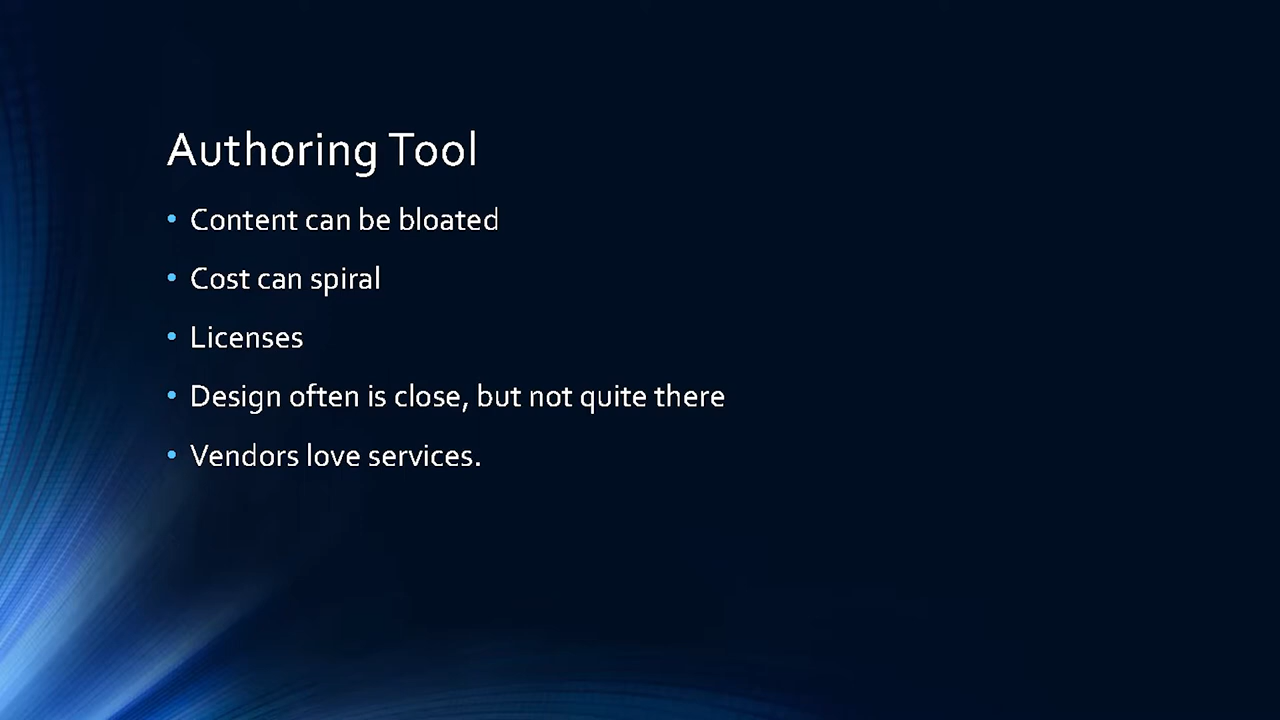 Authoring Tool
• Content can be bloated
• Cost can spiral
• Licenses
• Design often is close, but not quite there
• Vendors love services.